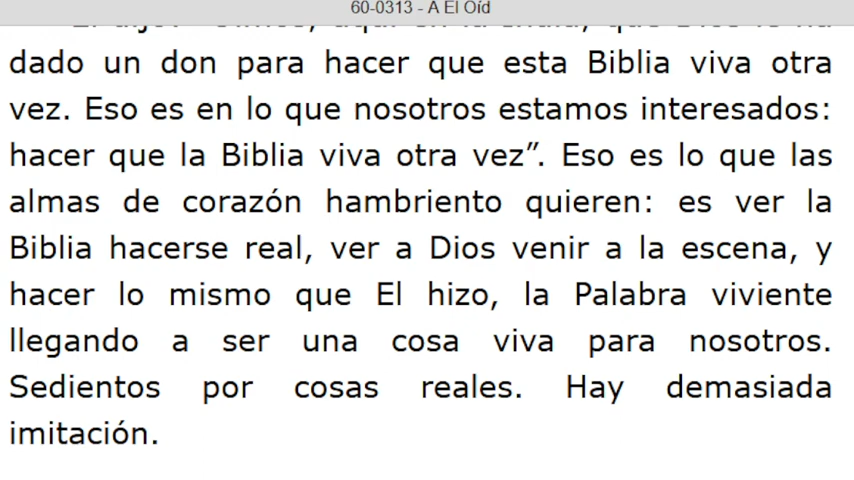 60-0313 - A El Oíd
dado un don para hacer que esta Biblia viva otra
vez. Eso es en lo que nosotros estamos interesados:
hacer que la Biblia viva otra vez”. Eso es lo que las
almas de corazón hambriento quieren: es ver la
Biblia hacerse real, ver a Dios venir a la escena, y
hacer lo mismo que El hizo, la Palabra viviente
llegando a ser una cosa viva para nosotros.
Sedientos por cosas reales. Hay demasiada
imitación.